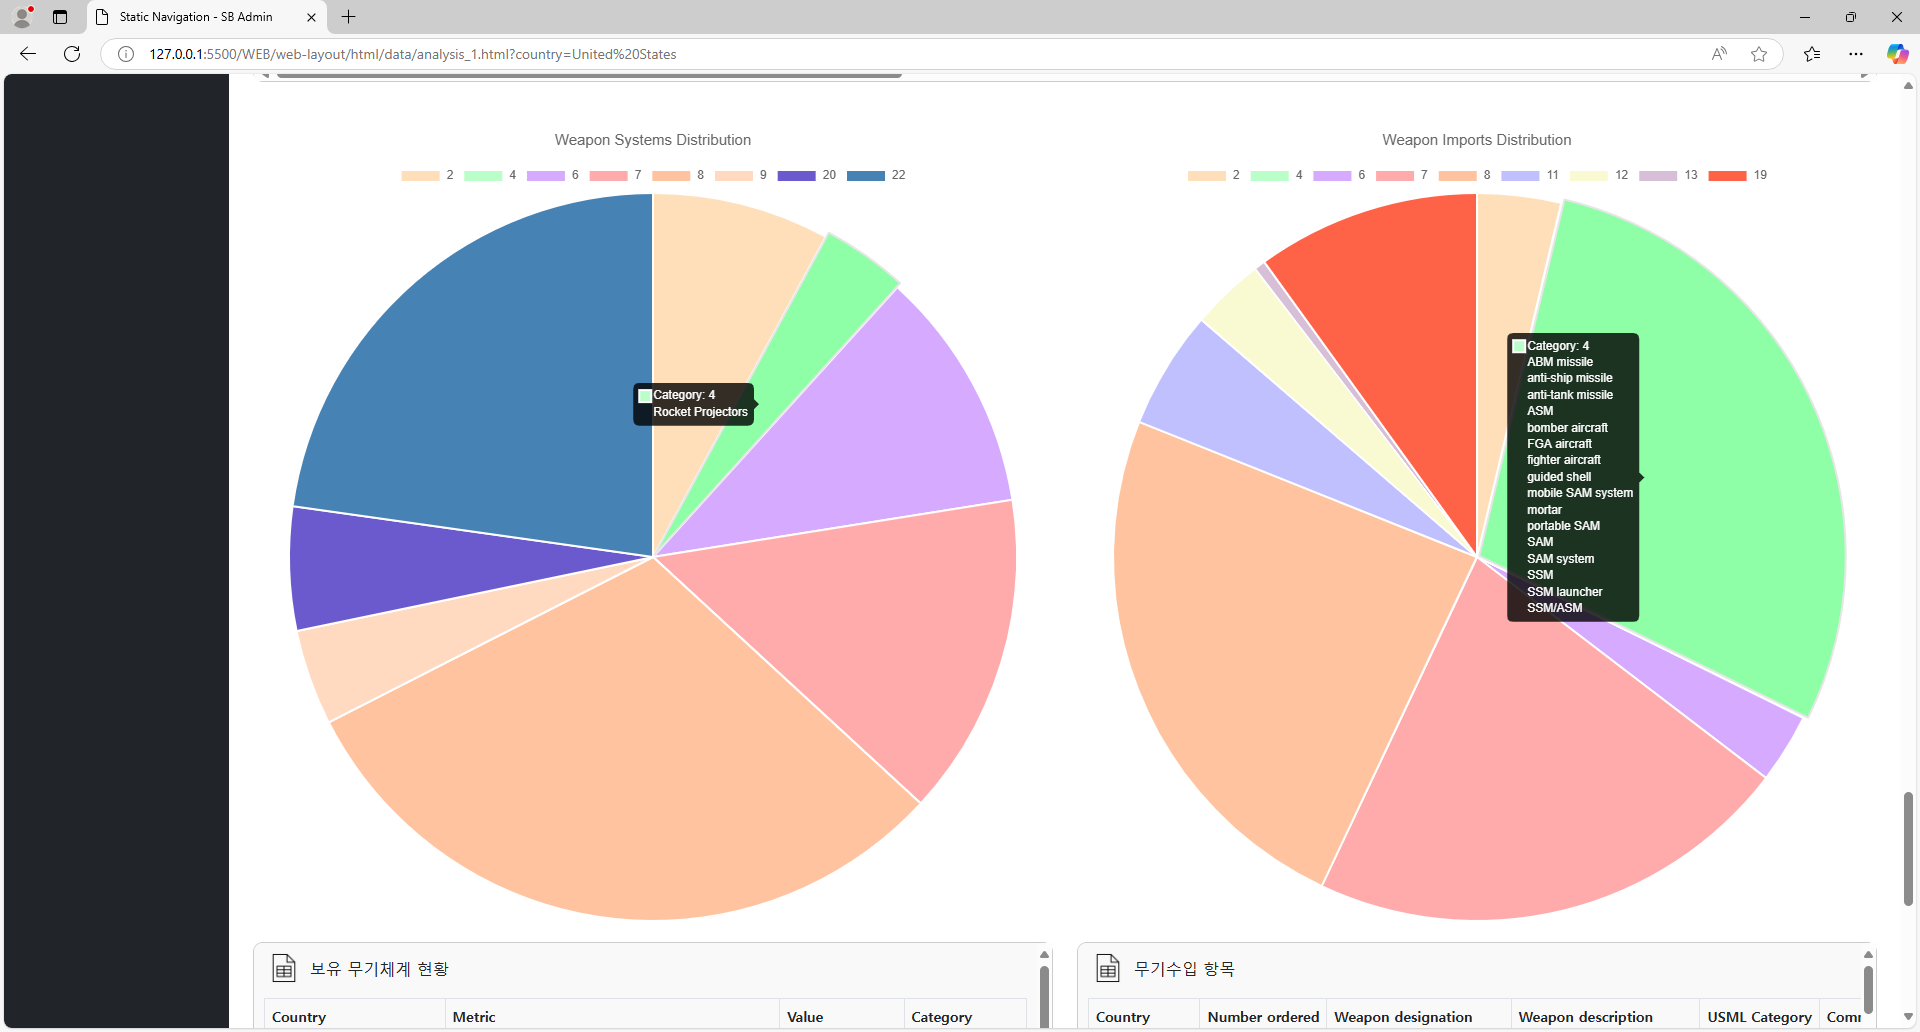 Static Navigation - SB Admin
127.0.0.1:5500/WEB/web-layout/html/data/analysis_1.html?country=United%20States
Weapon Systems Distribution
2 4 6 7 8 9 20 22
Category: 4
Rocket Projectors
Weapon Imports Distribution
2 4 6 7 8 11 12 13 19
Category: 4
ABM missile
anti-ship missile
anti-tank missile
ASM
bomber aircraft
FGA aircraft
fighter aircraft
guided shell
mobile SAM system
mortar
portable SAM
SAM
SAM system
SSM
SSM launcher
SSM/ASM
보유 무기체계 현황
Country Metric Value Category
무기수입 항목
Country Number ordered Weapon designation Weapon description USML Category